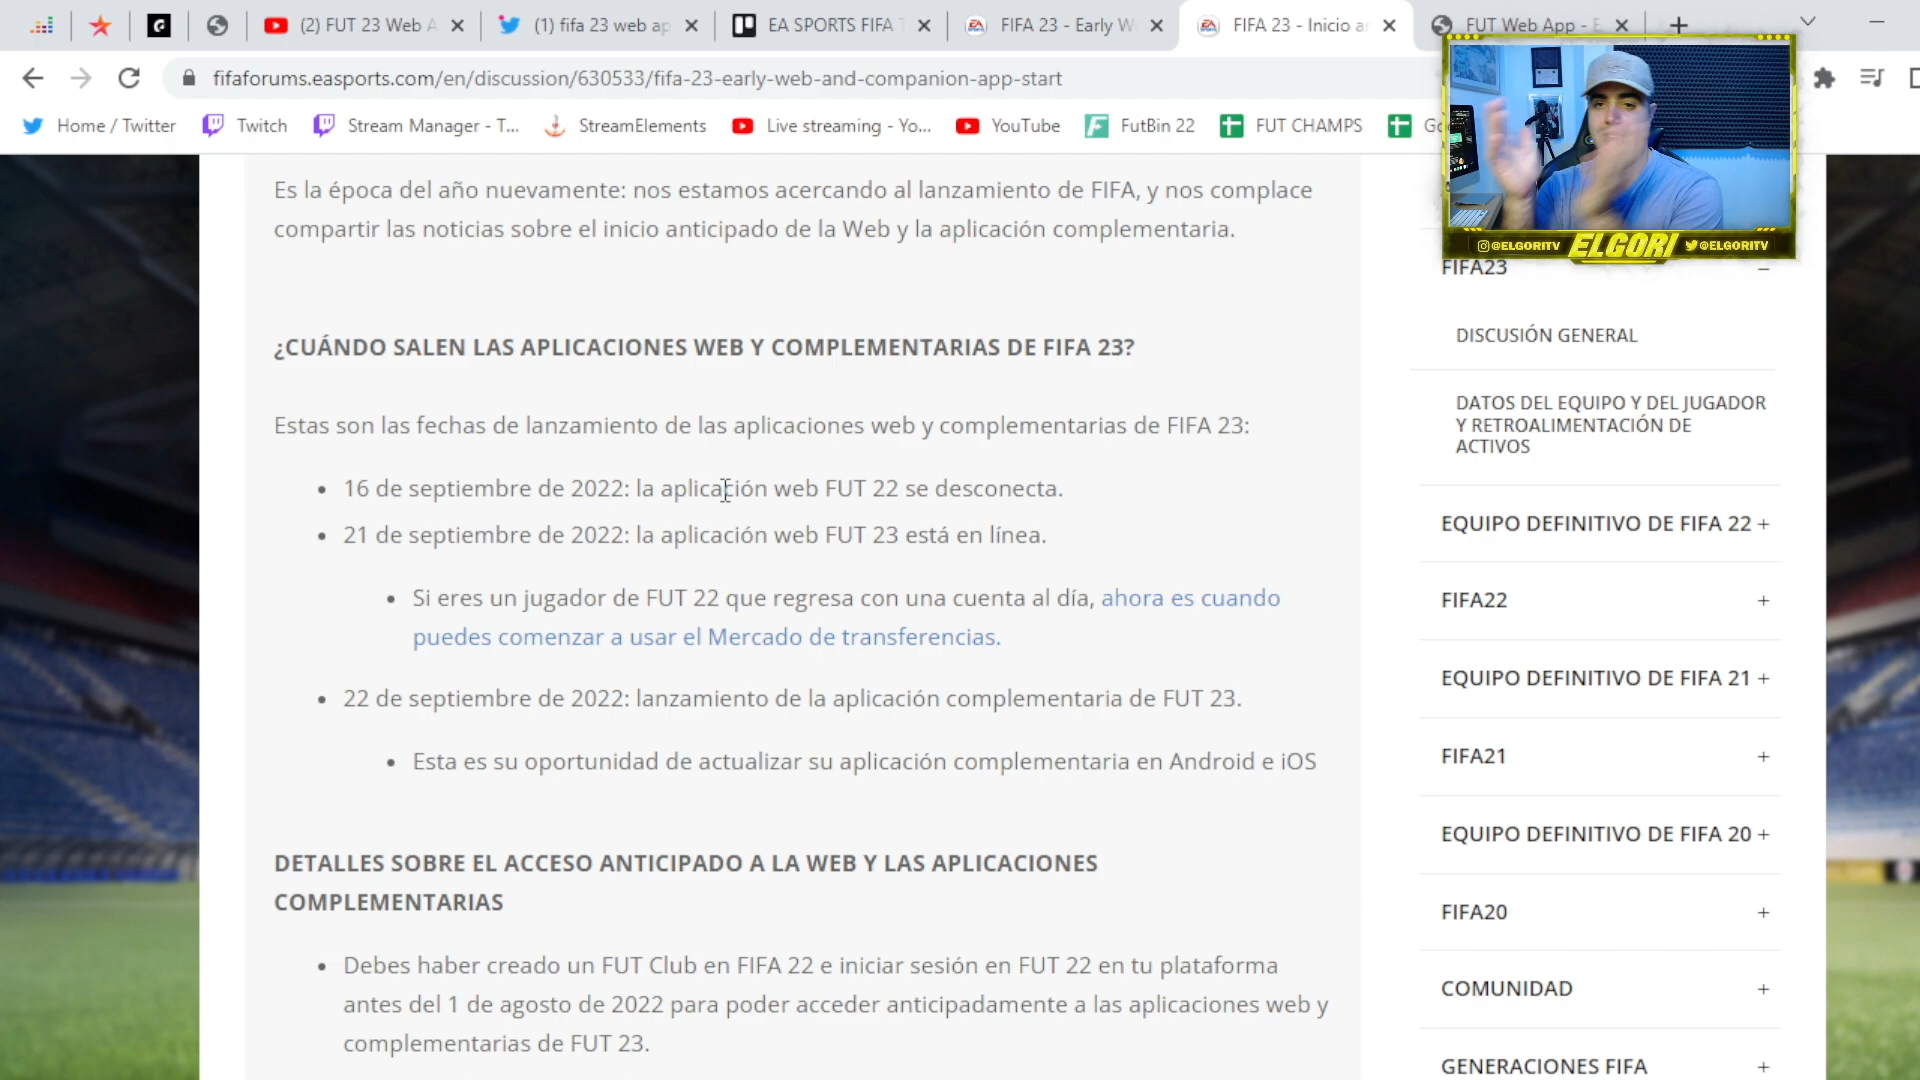 (2) FUT 23 Web A
(1) fifa 23 web ap
EA SPORTS FIFA T
FIFA 23 - Early W
FIFA 23 - Inicio an
FUT Web App - E
fifaforums.easports.com/en/discussion/630533/fifa-23-early-web-and-companion-app-start
Home / Twitter
Twitch
Stream Manager - T...
StreamElements
Live streaming - Yo...
YouTube
FutBin 22
FUT CHAMPS
@ELGORITV ELGORI @ELGORITV
Es la época del año nuevamente: nos estamos acercando al lanzamiento de FIFA, y nos complace
compartir las noticias sobre el inicio anticipado de la Web y la aplicación complementaria.
¿CUÁNDO SALEN LAS APLICACIONES WEB Y COMPLEMENTARIAS DE FIFA 23?
Estas son las fechas de lanzamiento de las aplicaciones web y complementarias de FIFA 23:
• 16 de septiembre de 2022: la aplicación web FUT 22 se desconecta.
• 21 de septiembre de 2022: la aplicación web FUT 23 está en línea.
• Si eres un jugador de FUT 22 que regresa con una cuenta al día, ahora es cuando
puedes comenzar a usar el Mercado de transferencias.
• 22 de septiembre de 2022: lanzamiento de la aplicación complementaria de FUT 23.
• Esta es su oportunidad de actualizar su aplicación complementaria en Android e iOS
DETALLES SOBRE EL ACCESO ANTICIPADO A LA WEB Y LAS APLICACIONES
COMPLEMENTARIAS
• Debes haber creado un FUT Club en FIFA 22 e iniciar sesión en FUT 22 en tu plataforma
antes del 1 de agosto de 2022 para poder acceder anticipadamente a las aplicaciones web y
complementarias de FUT 23.
FIFA23 −
DISCUSIÓN GENERAL
DATOS DEL EQUIPO Y DEL JUGADOR
Y RETROALIMENTACIÓN DE
ACTIVOS
EQUIPO DEFINITIVO DE FIFA 22 +
FIFA22 +
EQUIPO DEFINITIVO DE FIFA 21 +
FIFA21 +
EQUIPO DEFINITIVO DE FIFA 20 +
FIFA20 +
COMUNIDAD +
GENERACIONES FIFA +